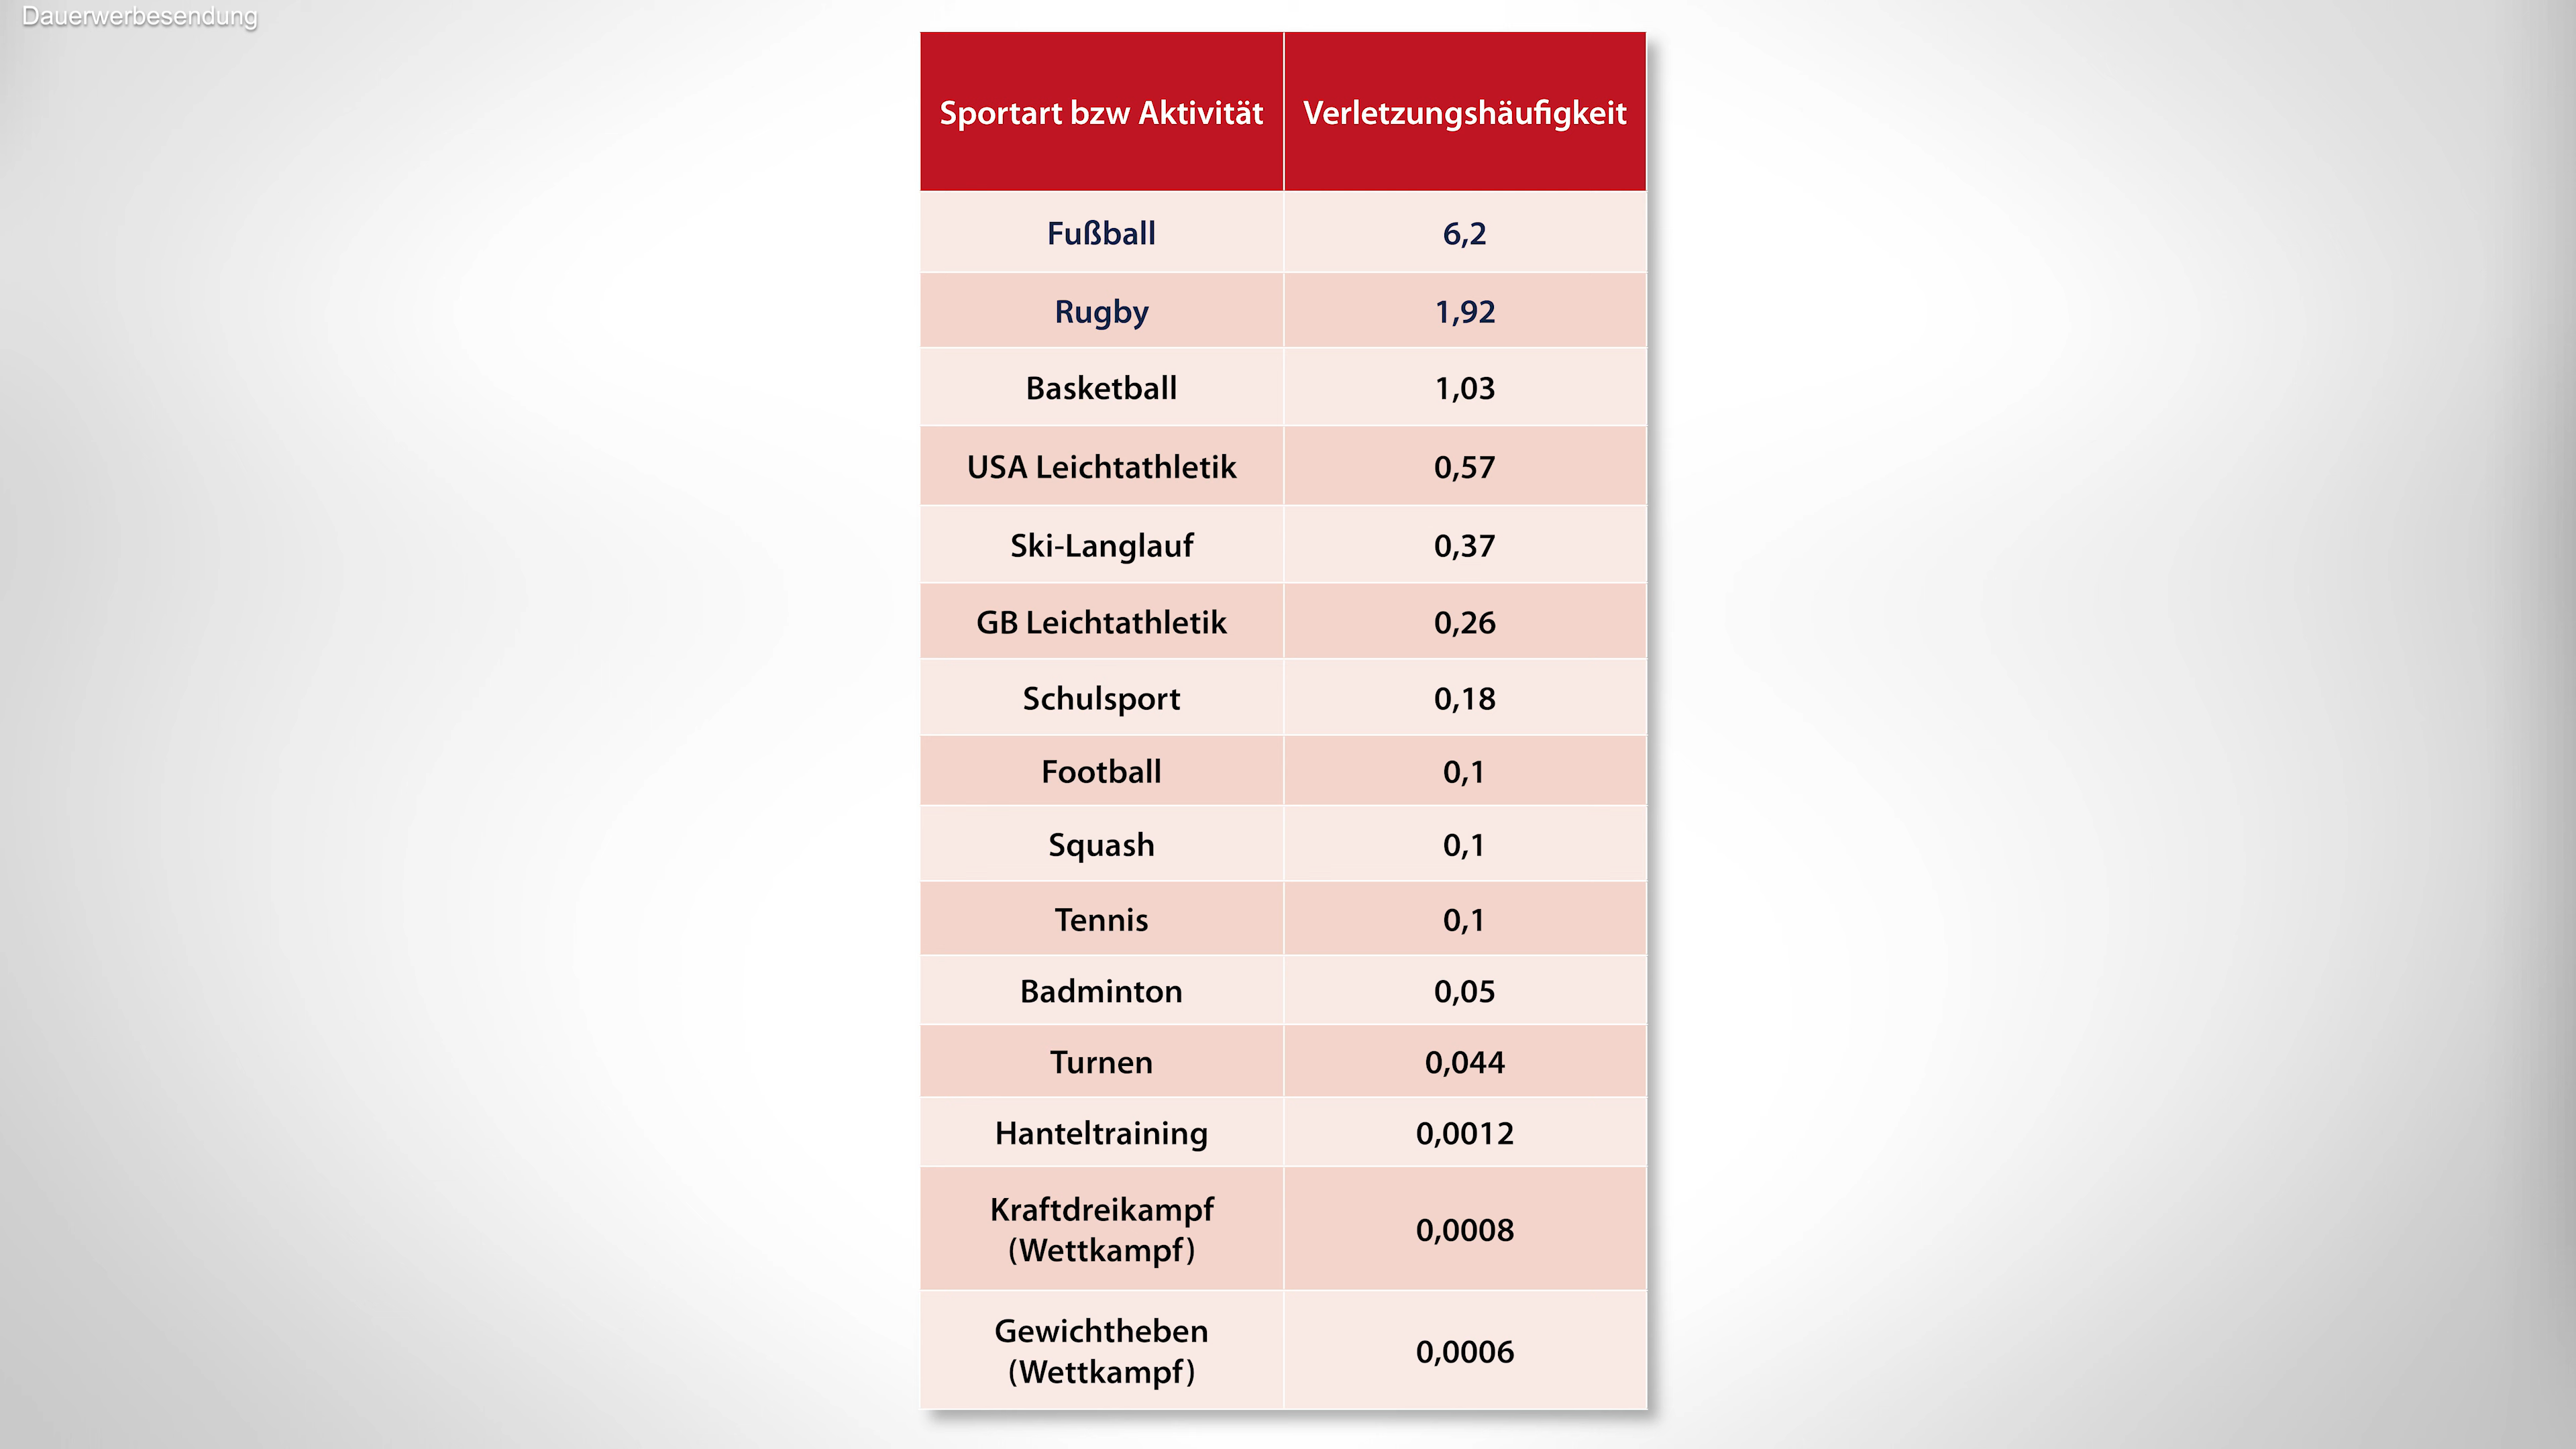 Dauerwerbesendung
Sportart bzw Aktivität Verletzungshäufigkeit
Fußball 6,2
Rugby 1,92
Basketball 1,03
USA Leichtathletik 0,57
Ski-Langlauf 0,37
GB Leichtathletik 0,26
Schulsport 0,18
Football 0,1
Squash 0,1
Tennis 0,1
Badminton 0,05
Turnen 0,044
Hanteltraining 0,0012
Kraftdreikampf
(Wettkampf) 0,0008
Gewichtheben
(Wettkampf) 0,0006